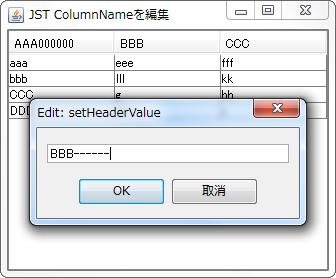 JST ColumnNameを編集
AAA000000 BBB CCC
aaa eee fff
bbb lll kk
CCC g hh
Edit: setHeaderValue
BBB------
OK 取消